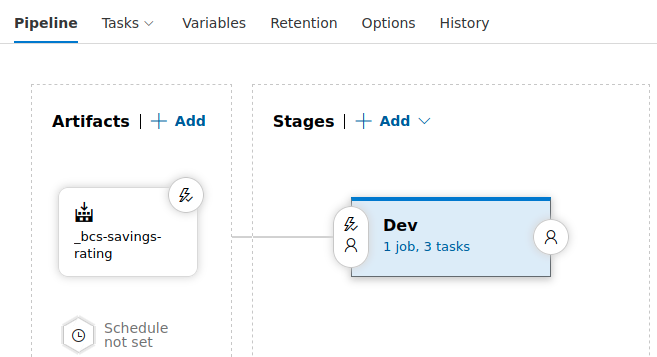 Pipeline Tasks Variables Retention Options History
Artifacts | + Add
Stages | + Add
_bcs-savings-
rating
Dev
1 job, 3 tasks
Schedule
not set